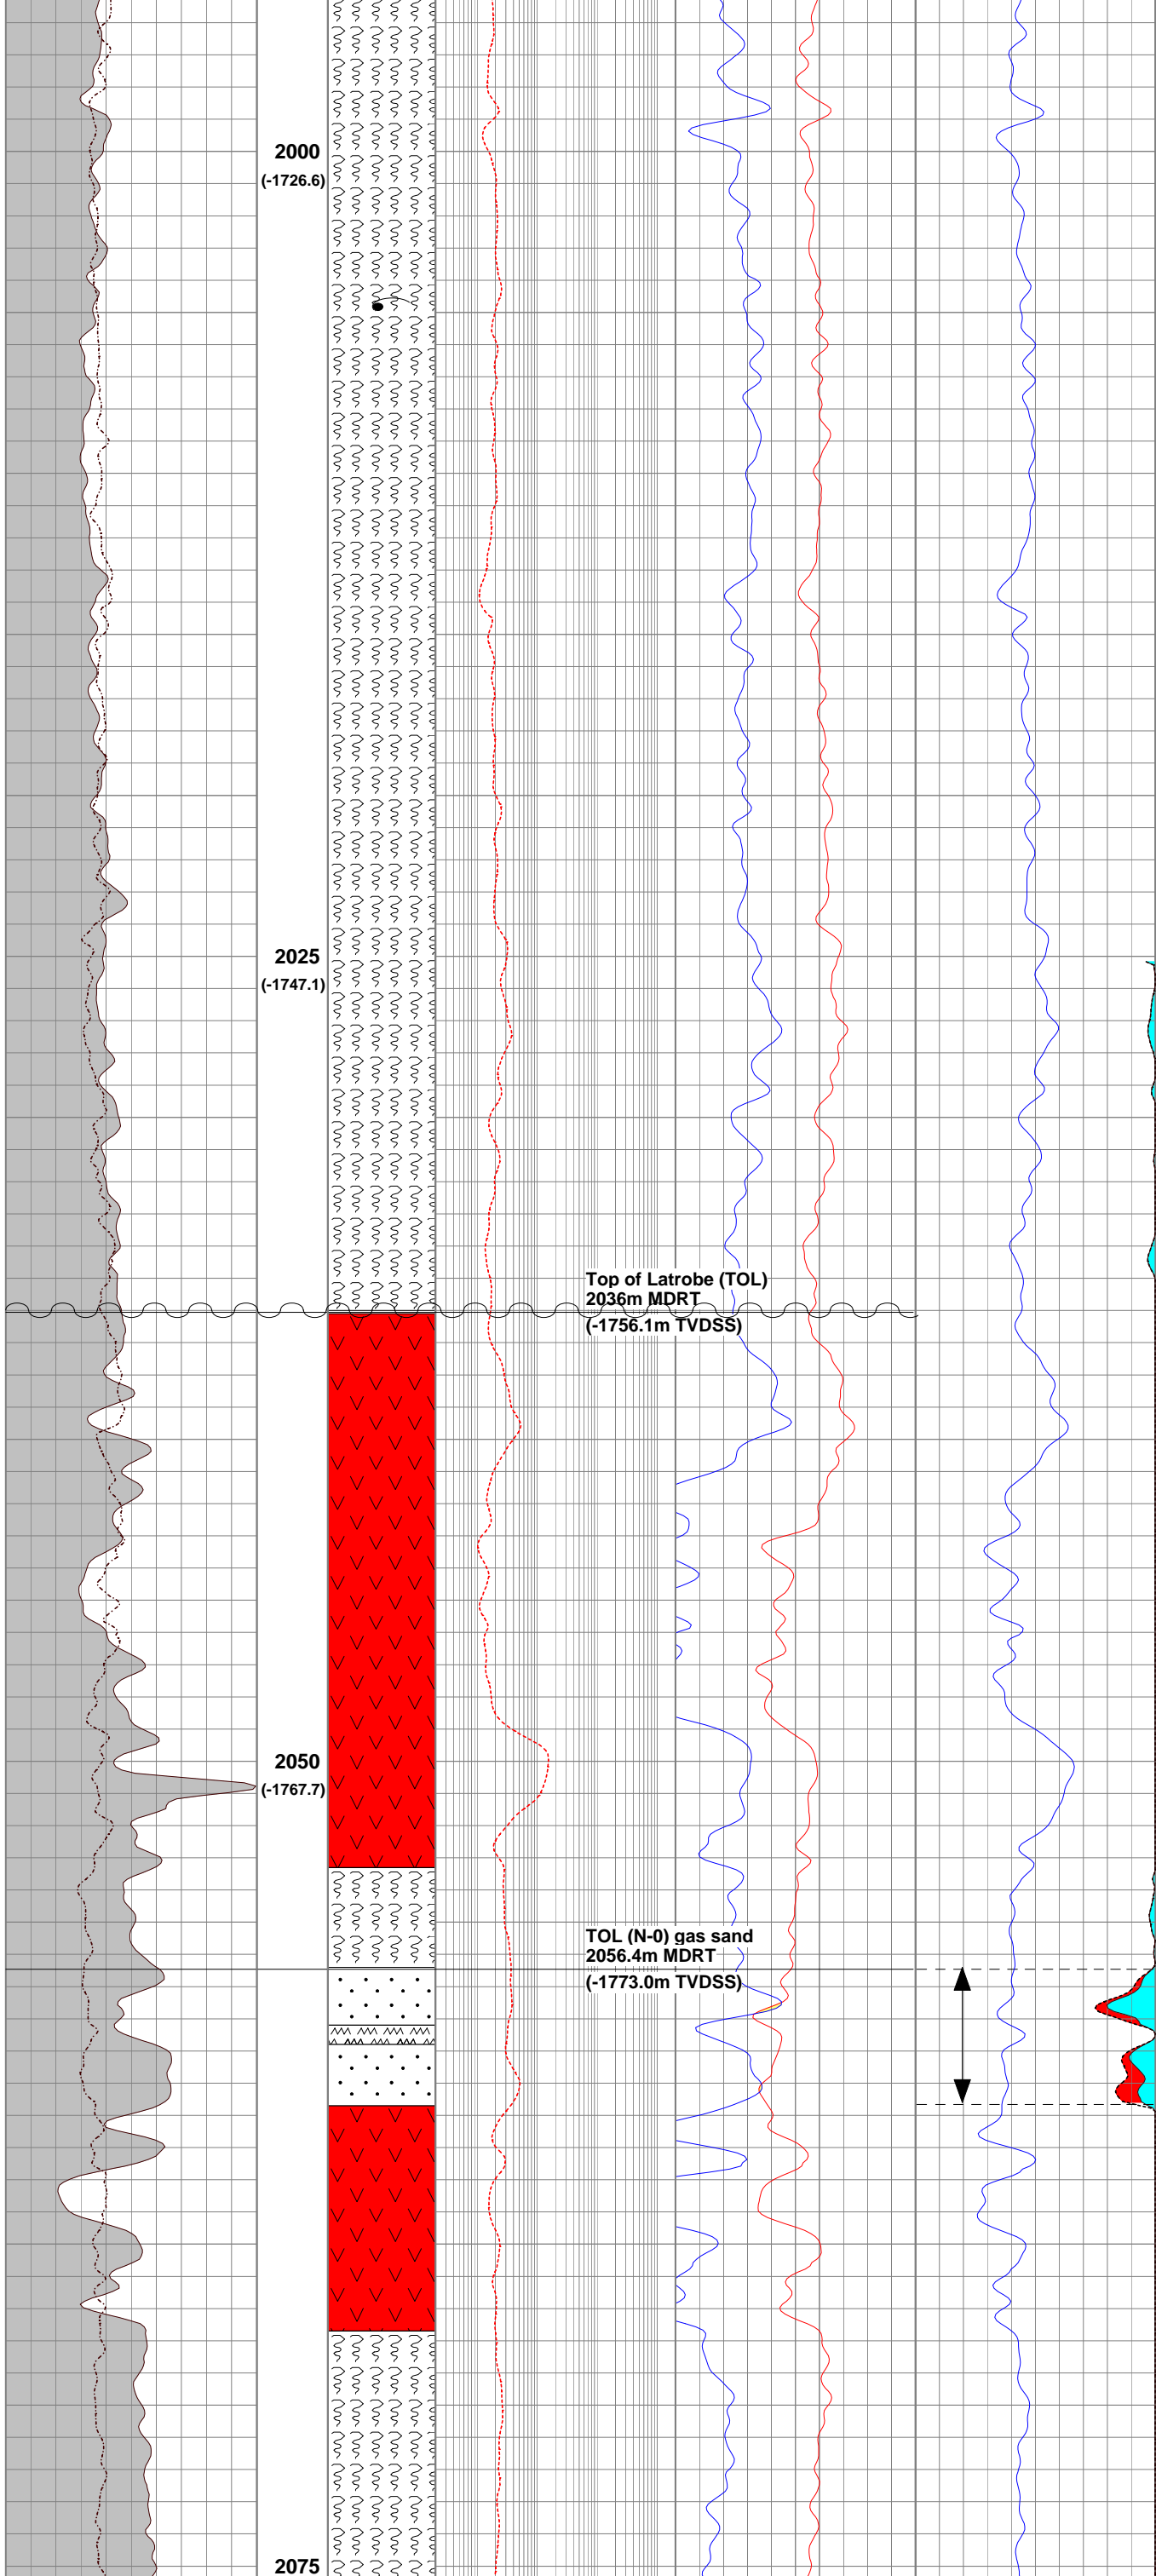 2000
(-1726.6)
2025
(-1747.1)
Top of Latrobe (TOL)
2036m MDRT
(-1756.1m TVDSS)
2050
(-1767.7)
TOL (N-0) gas sand
2056.4m MDRT
(-1773.0m TVDSS)
2075